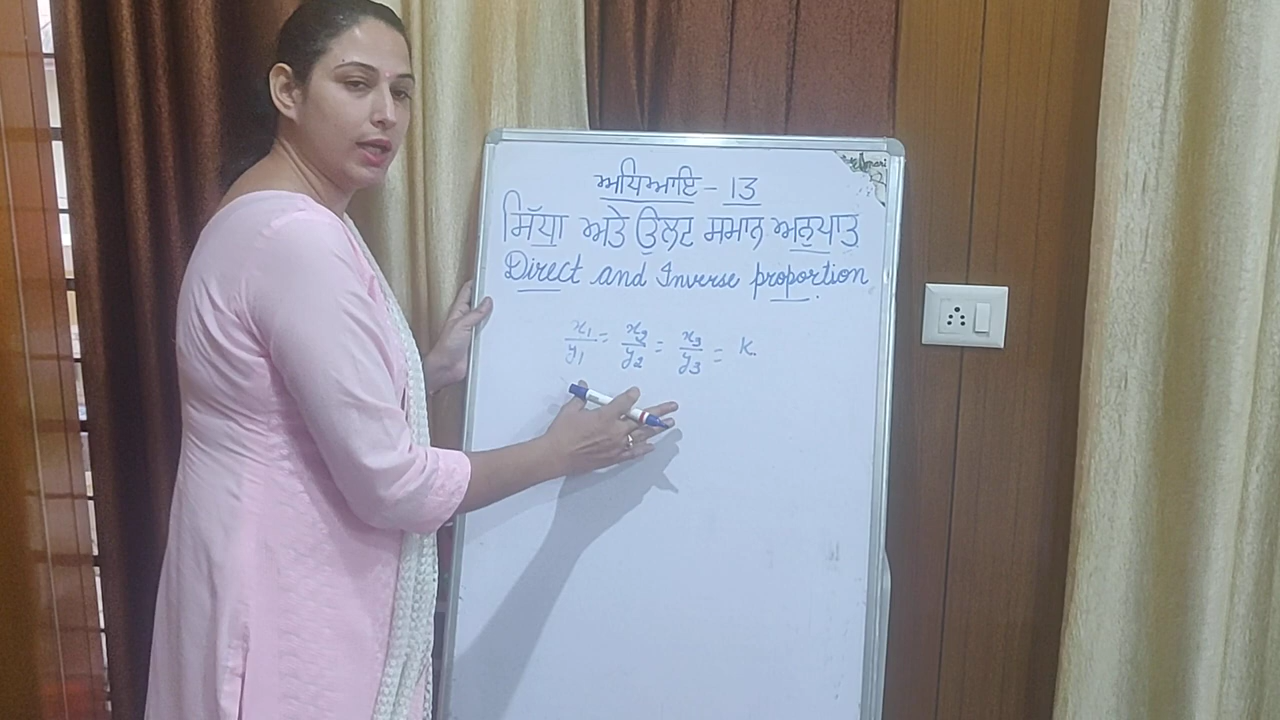 ਅਧਿਆਇ - 13
ਸਿੱਧਾ ਅਤੇ ਉਲਟ ਸਮਾਨ ਅਨੁਪਾਤ
Direct and Inverse proportion
x₁/y₁ = x₂/y₂ = x₃/y₃ = K.